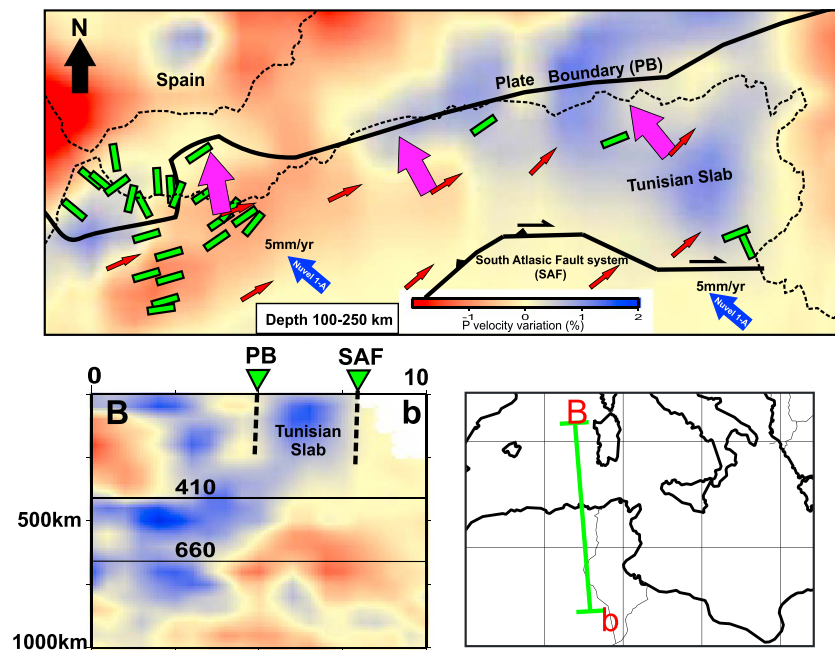 N
Spain
Plate Boundary (PB)
Tunisian Slab
5mm/yr
Nuvel 1-A
South Atlasic Fault system
(SAF)
5mm/yr
Nuvel 1-A
-1 0 1 2
P velocity variation (%)
Depth 100-250 km
PB SAF
0 10
B b
Tunisian
Slab
410
500km
660
1000km
B
b